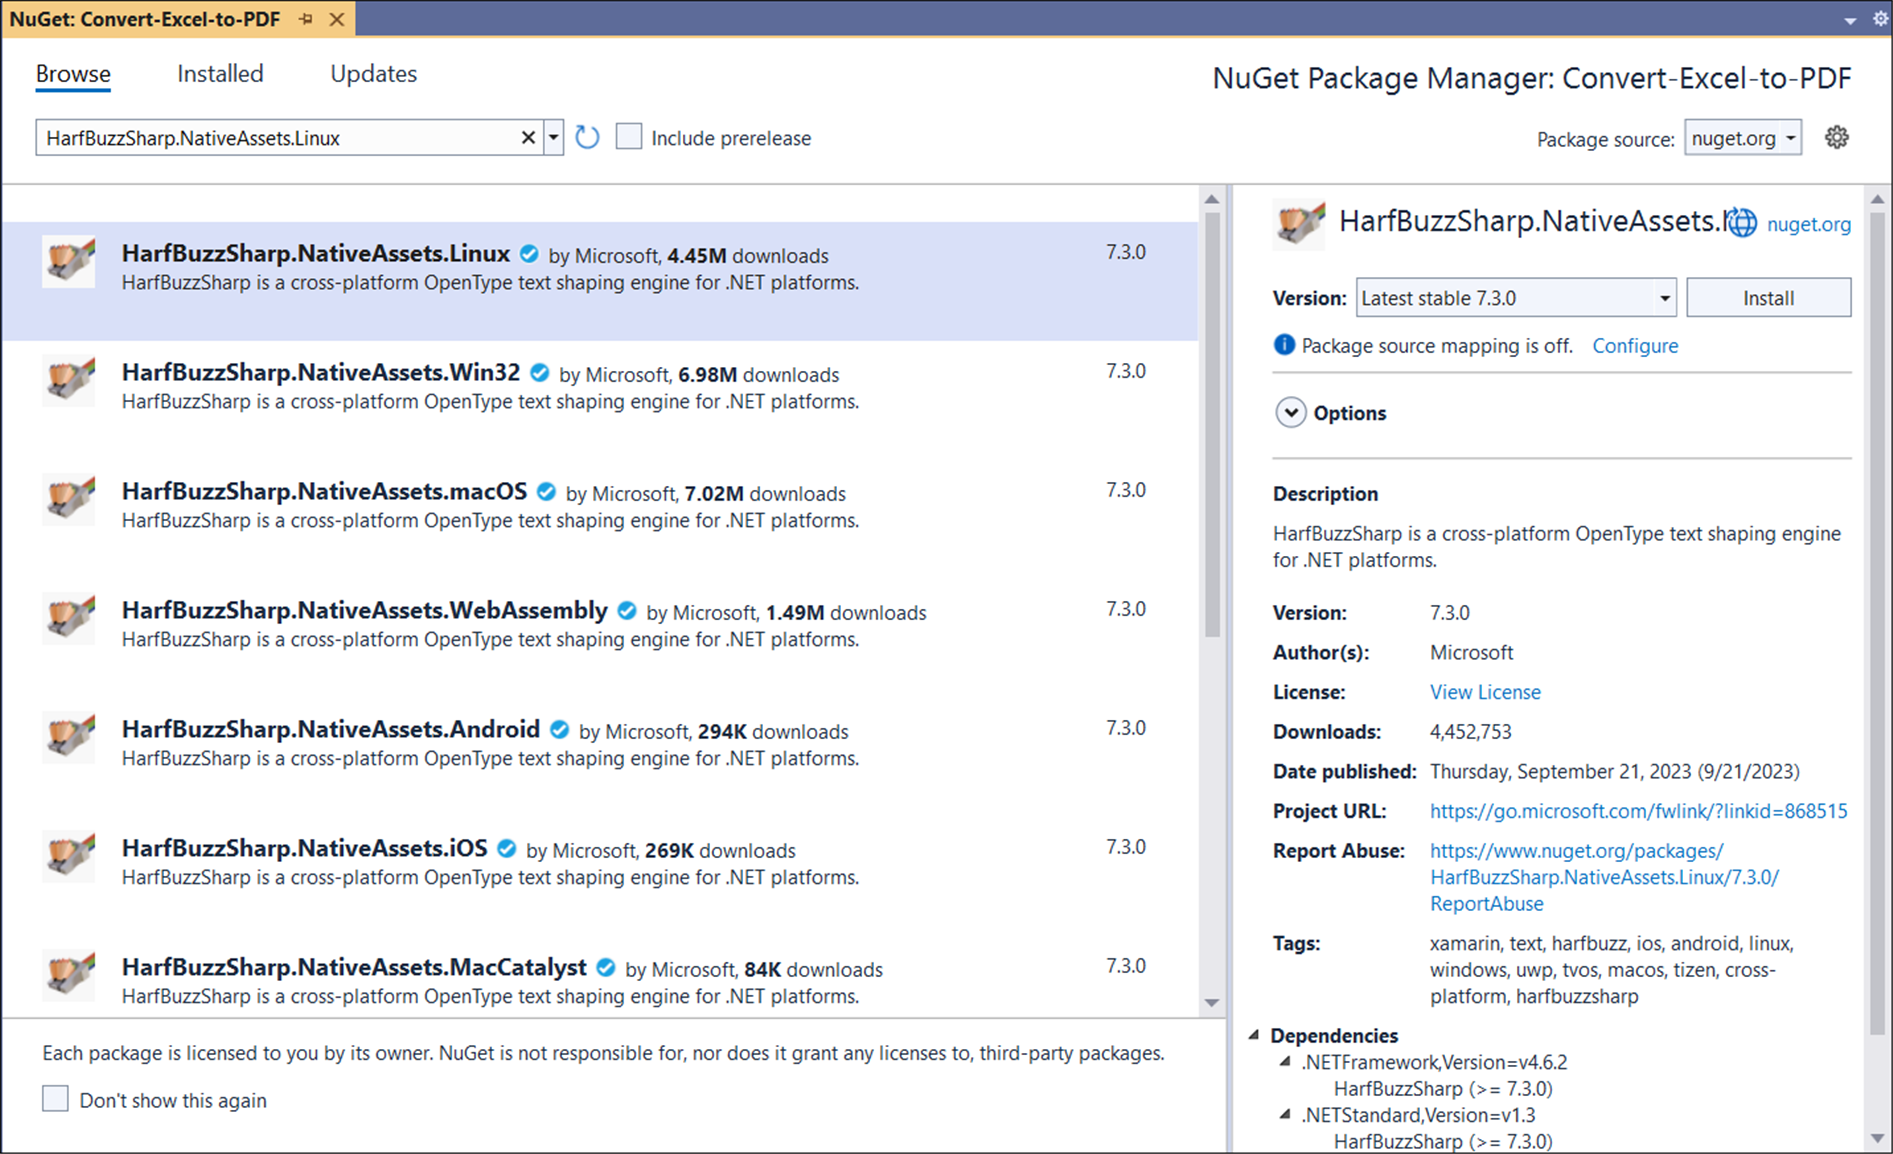 NuGet: Convert-Excel-to-PDF
Browse
Installed
Updates
NuGet Package Manager: Convert-Excel-to-PDF
HarfBuzzSharp.NativeAssets.Linux
Include prerelease
Package source:
nuget.org
HarfBuzzSharp.NativeAssets.Linux by Microsoft, 4.45M downloads
7.3.0
HarfBuzzSharp is a cross-platform OpenType text shaping engine for .NET platforms.
HarfBuzzSharp.NativeAssets.Win32 by Microsoft, 6.98M downloads
7.3.0
HarfBuzzSharp is a cross-platform OpenType text shaping engine for .NET platforms.
HarfBuzzSharp.NativeAssets.macOS by Microsoft, 7.02M downloads
7.3.0
HarfBuzzSharp is a cross-platform OpenType text shaping engine for .NET platforms.
HarfBuzzSharp.NativeAssets.WebAssembly by Microsoft, 1.49M downloads
7.3.0
HarfBuzzSharp is a cross-platform OpenType text shaping engine for .NET platforms.
HarfBuzzSharp.NativeAssets.Android by Microsoft, 294K downloads
7.3.0
HarfBuzzSharp is a cross-platform OpenType text shaping engine for .NET platforms.
HarfBuzzSharp.NativeAssets.iOS by Microsoft, 269K downloads
7.3.0
HarfBuzzSharp is a cross-platform OpenType text shaping engine for .NET platforms.
HarfBuzzSharp.NativeAssets.MacCatalyst by Microsoft, 84K downloads
7.3.0
HarfBuzzSharp is a cross-platform OpenType text shaping engine for .NET platforms.
Each package is licensed to you by its owner. NuGet is not responsible for, nor does it grant any licenses to, third-party packages.
Don't show this again
HarfBuzzSharp.NativeAssets.
nuget.org
Version:
Latest stable 7.3.0
Install
Package source mapping is off. Configure
Options
Description
HarfBuzzSharp is a cross-platform OpenType text shaping engine
for .NET platforms.
Version: 7.3.0
Author(s): Microsoft
License: View License
Downloads: 4,452,753
Date published: Thursday, September 21, 2023 (9/21/2023)
Project URL: https://go.microsoft.com/fwlink/?linkid=868515
Report Abuse: https://www.nuget.org/packages/
HarfBuzzSharp.NativeAssets.Linux/7.3.0/
ReportAbuse
Tags: xamarin, text, harfbuzz, ios, android, linux,
windows, uwp, tvos, macos, tizen, cross-
platform, harfbuzzsharp
Dependencies
.NETFramework,Version=v4.6.2
HarfBuzzSharp (>= 7.3.0)
.NETStandard,Version=v1.3
HarfBuzzSharp (>= 7.3.0)